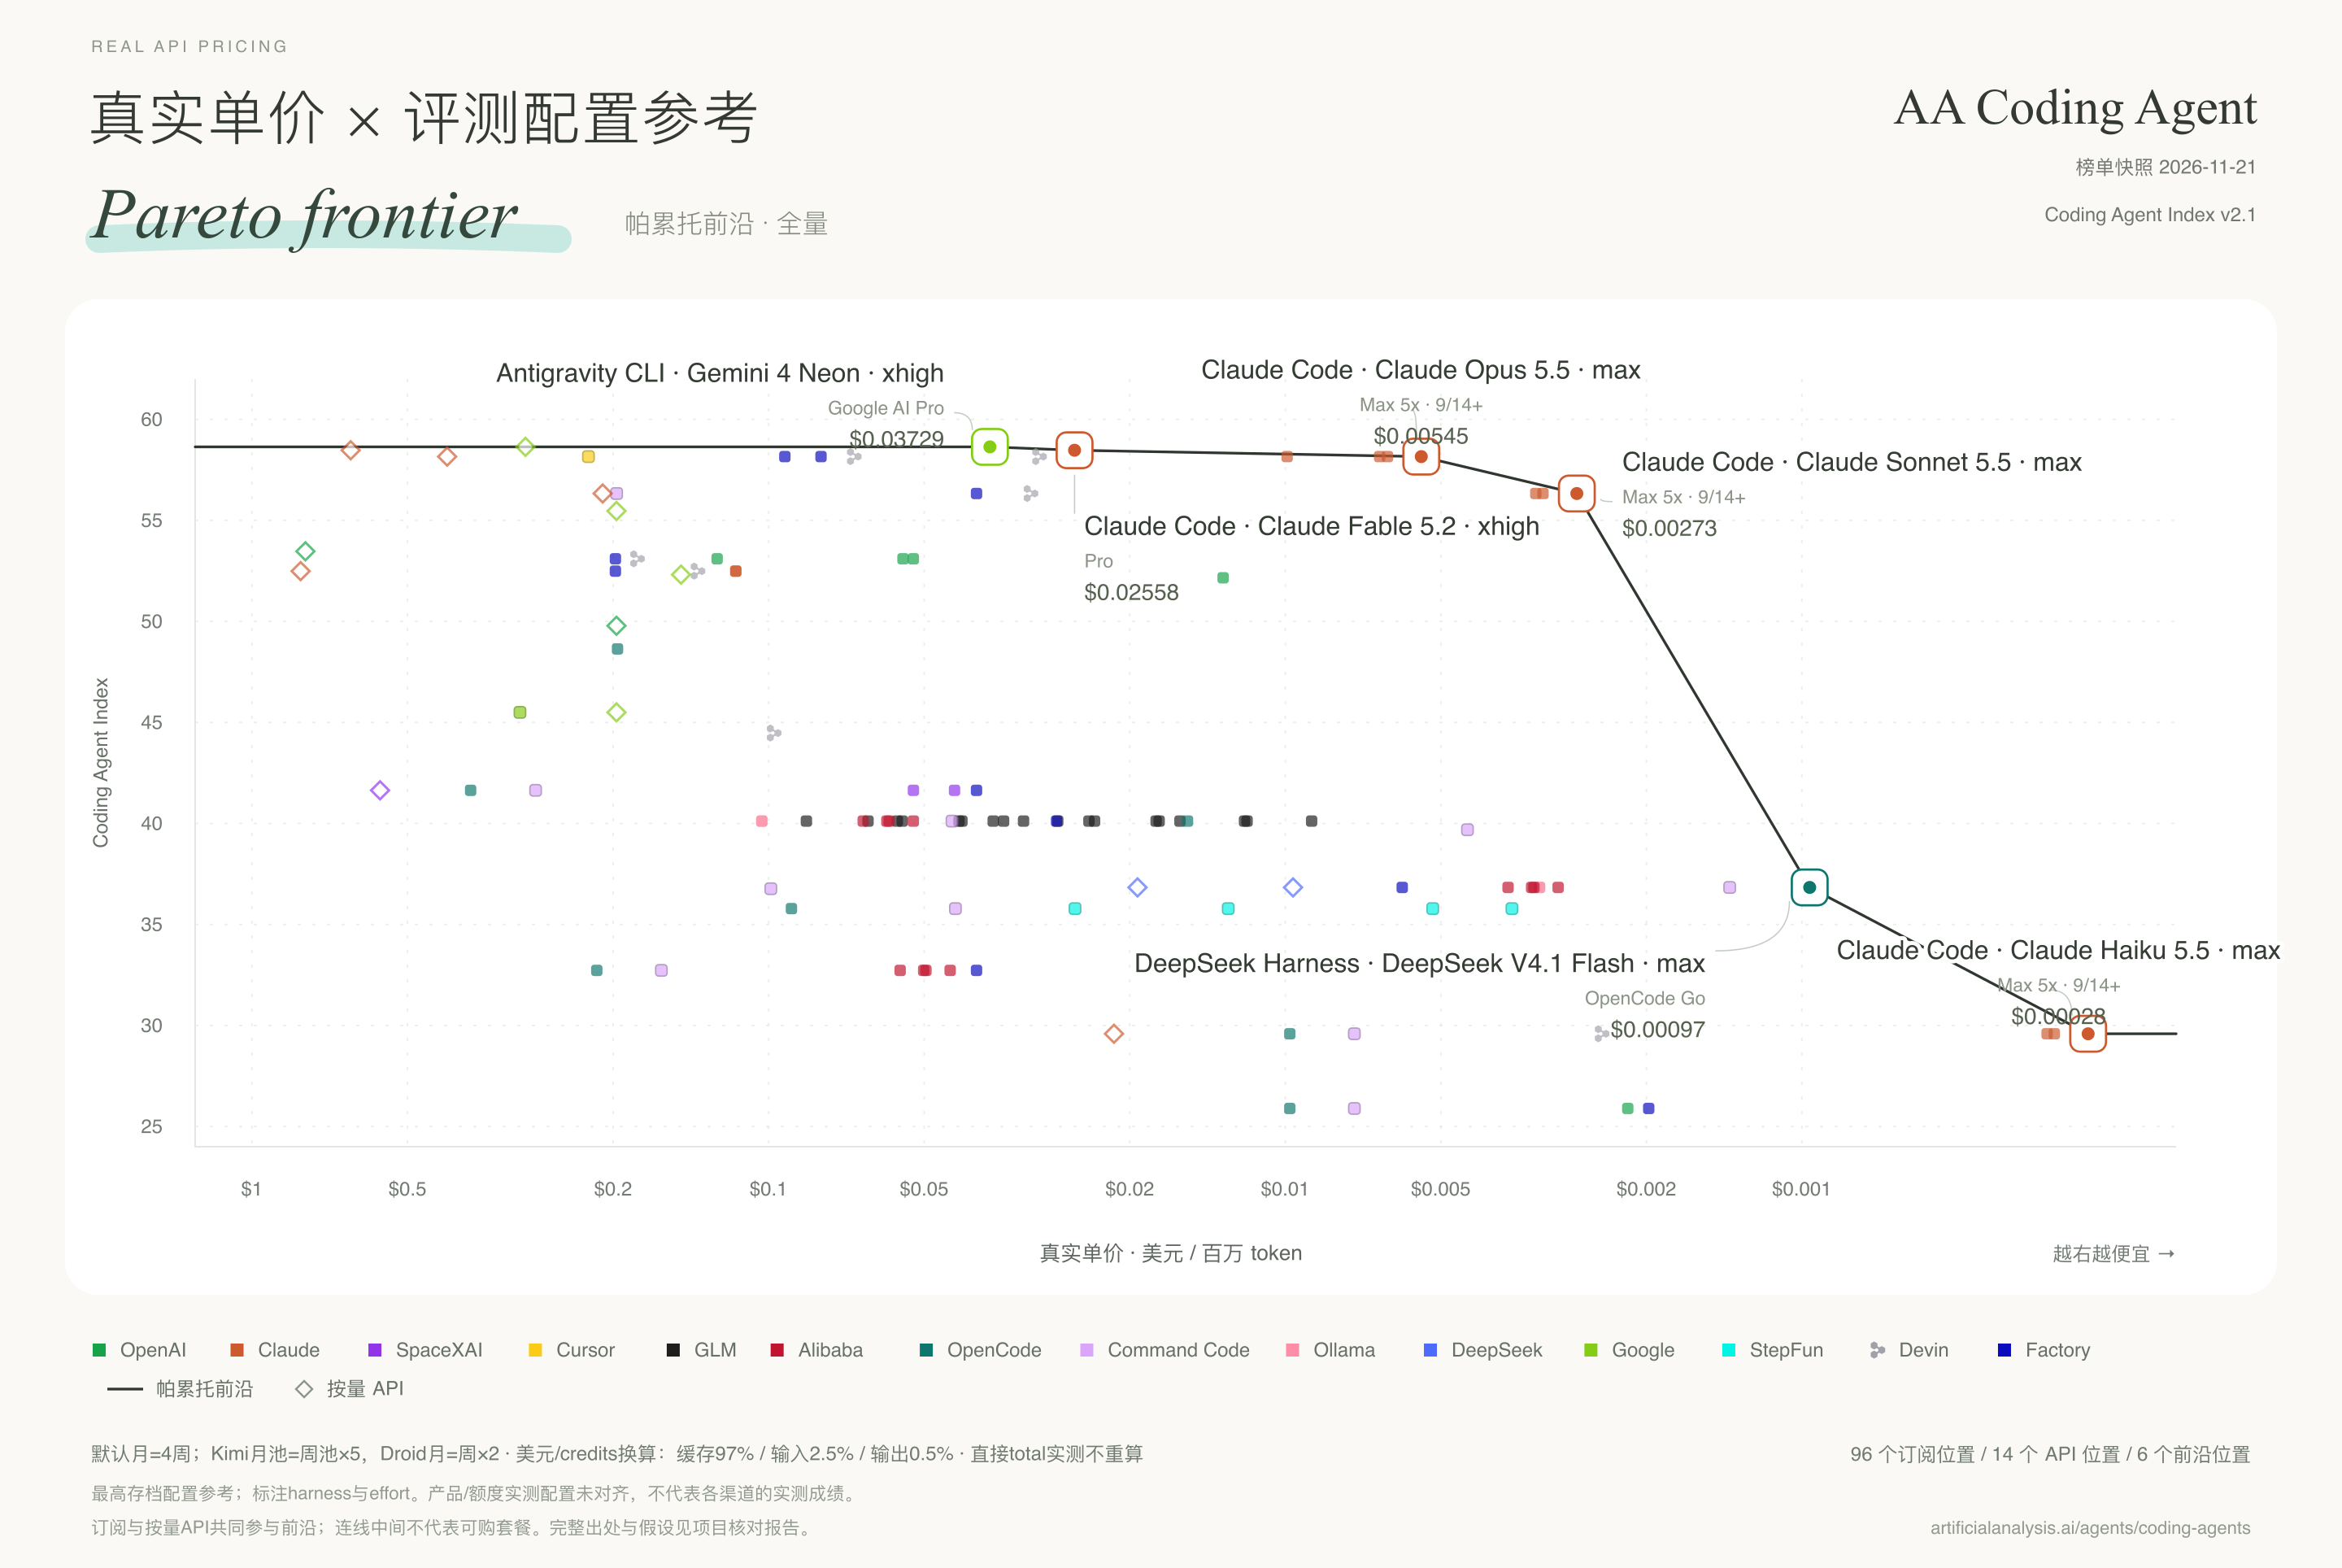 REAL API PRICING
真实单价 × 评测配置参考
Pareto frontier
帕累托前沿 · 全量
AA Coding Agent
榜单快照 2026-11-21
Coding Agent Index v2.1
Antigravity CLI · Gemini 4 Neon · xhigh
Google AI Pro
$0.03729
Claude Code · Claude Opus 5.5 · max
Max 5x · 9/14+
$0.00545
Claude Code · Claude Sonnet 5.5 · max
Max 5x · 9/14+
$0.00273
Claude Code · Claude Fable 5.2 · xhigh
Pro
$0.02558
DeepSeek Harness · DeepSeek V4.1 Flash · max
OpenCode Go
$0.00097
Claude Code · Claude Haiku 5.5 · max
Max 5x · 9/14+
$0.00028
Coding Agent Index
60
55
50
45
40
35
30
25
$1 $0.5 $0.2 $0.1 $0.05 $0.02 $0.01 $0.005 $0.002 $0.001
真实单价 · 美元 / 百万 token
越右越便宜 →
OpenAI Claude SpaceXAI Cursor GLM Alibaba OpenCode Command Code Ollama DeepSeek Google StepFun Devin Factory
帕累托前沿 按量 API
默认月=4周；Kimi月池=周池×5，Droid月=周×2 · 美元/credits换算：缓存97% / 输入2.5% / 输出0.5% · 直接total实测不重算
96 个订阅位置 / 14 个 API 位置 / 6 个前沿位置
最高存档配置参考；标注harness与effort。产品/额度实测配置未对齐，不代表各渠道的实测成绩。
订阅与按量API共同参与前沿；连线中间不代表可购套餐。完整出处与假设见项目核对报告。
artificialanalysis.ai/agents/coding-agents